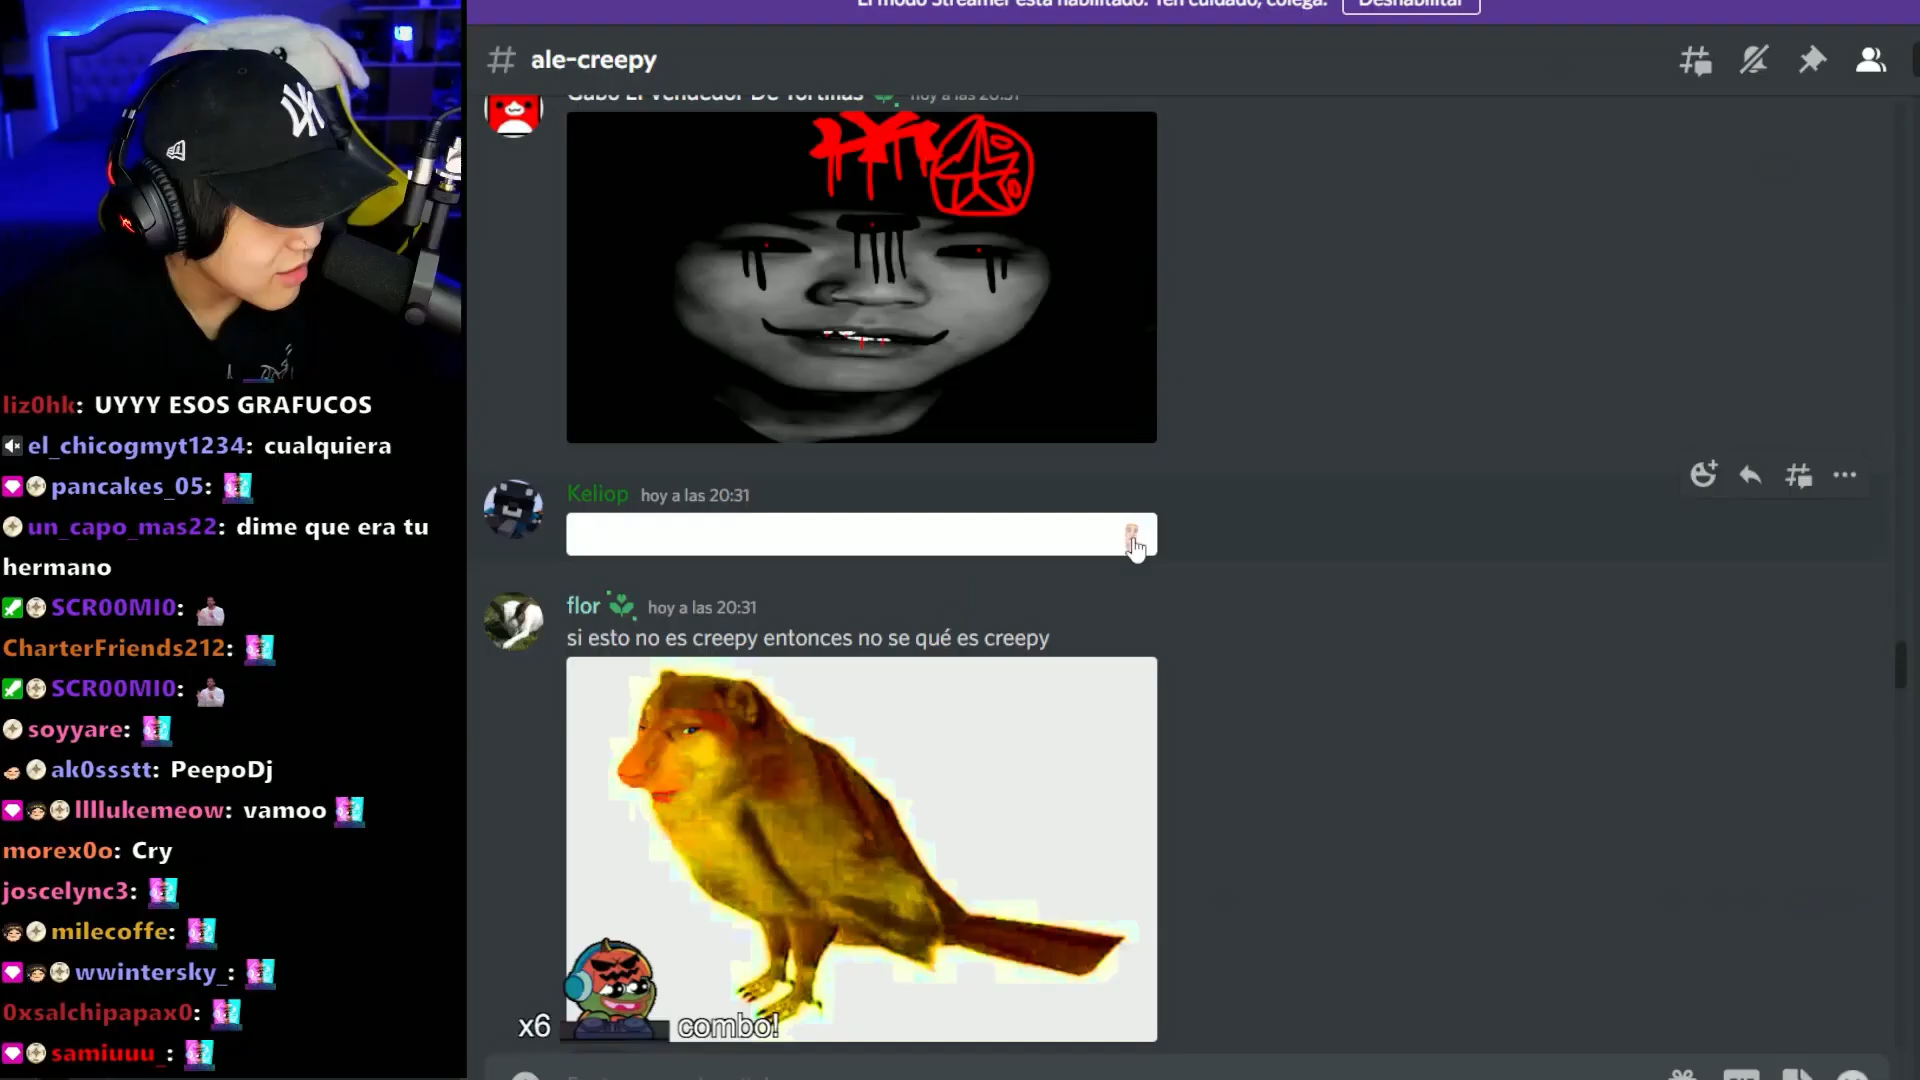 El modo Streamer está habilitado. Ten cuidado, colega.
Deshabilitar
ale-creepy
Gabo El Vendedor De Tortillas hoy a las 20:31
Keliop hoy a las 20:31
flor hoy a las 20:31
si esto no es creepy entonces no se qué es creepy
x6 combo!
liz0hk: UYYY ESOS GRAFUCOS
el_chicogmyt1234: cualquiera
pancakes_05:
un_capo_mas22: dime que era tu
hermano
SCR00MI0:
CharterFriends212:
SCR00MI0:
soyyare:
ak0ssstt: PeepoDj
llllukemeow: vamoo
morex0o: Cry
joscelync3:
milecoffe:
wwintersky_:
0xsalchipapax0:
samiuuu_: